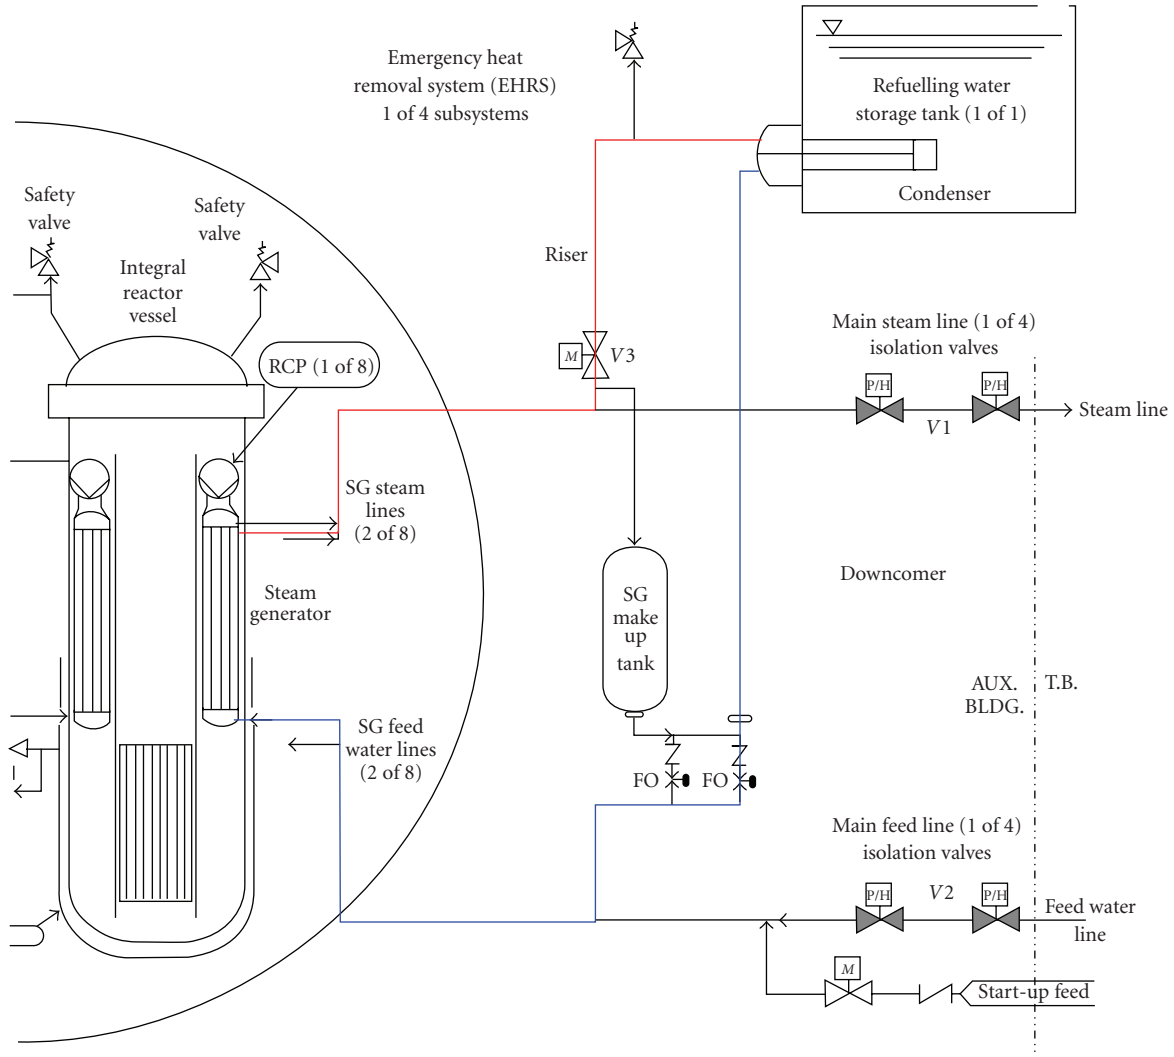 Emergency heat
removal system (EHRS)
1 of 4 subsystems
Refuelling water
storage tank (1 of 1)
Condenser
Safety
valve
Safety
valve
Integral
reactor
vessel
Riser
RCP (1 of 8)
M
V3
Main steam line (1 of 4)
isolation valves
P/H
P/H
V1
Steam line
SG steam
lines
(2 of 8)
Steam
generator
Downcomer
SG
make
up
tank
AUX.
BLDG.
T.B.
SG feed
water lines
(2 of 8)
FO
FO
Main feed line (1 of 4)
isolation valves
P/H
V2
P/H
Feed water
line
M
Start-up feed